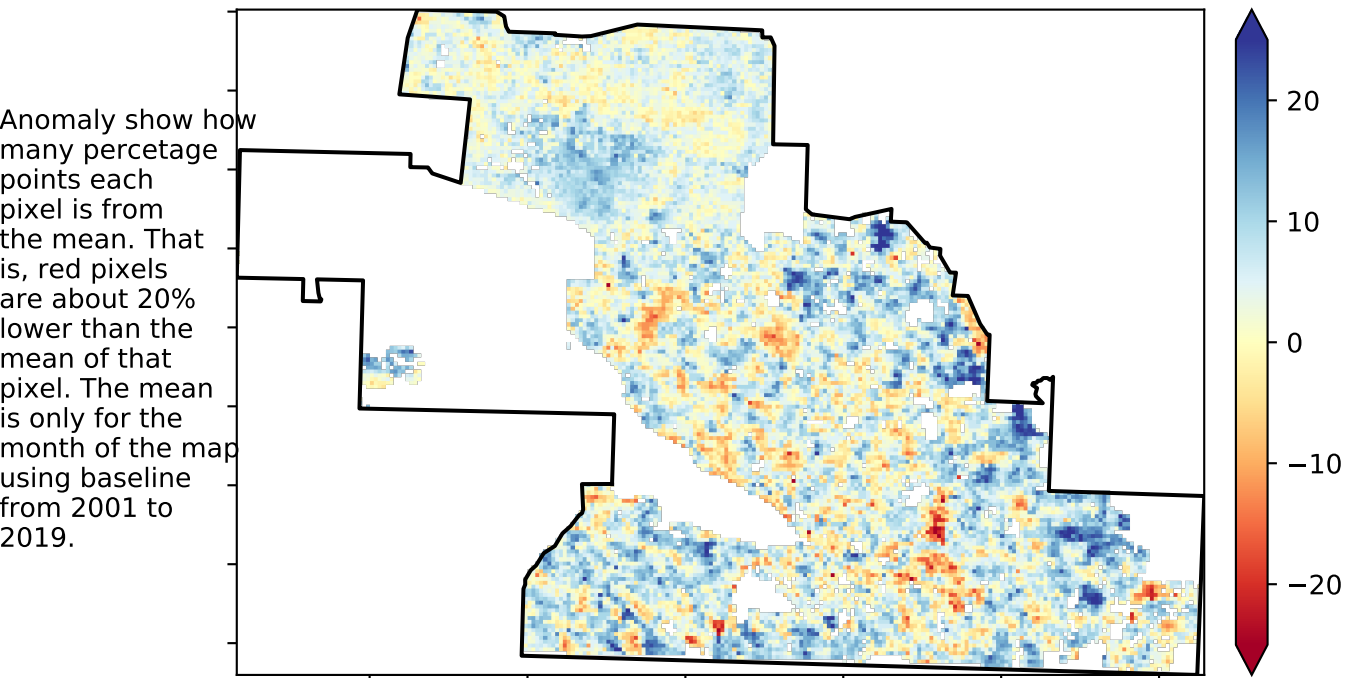 Anomaly show how
many percetage
points each
pixel is from
the mean. That
is, red pixels
are about 20%
lower than the
mean of that
pixel. The mean
is only for the
month of the map
using baseline
from 2001 to
2019.
20
10
0
−10
−20